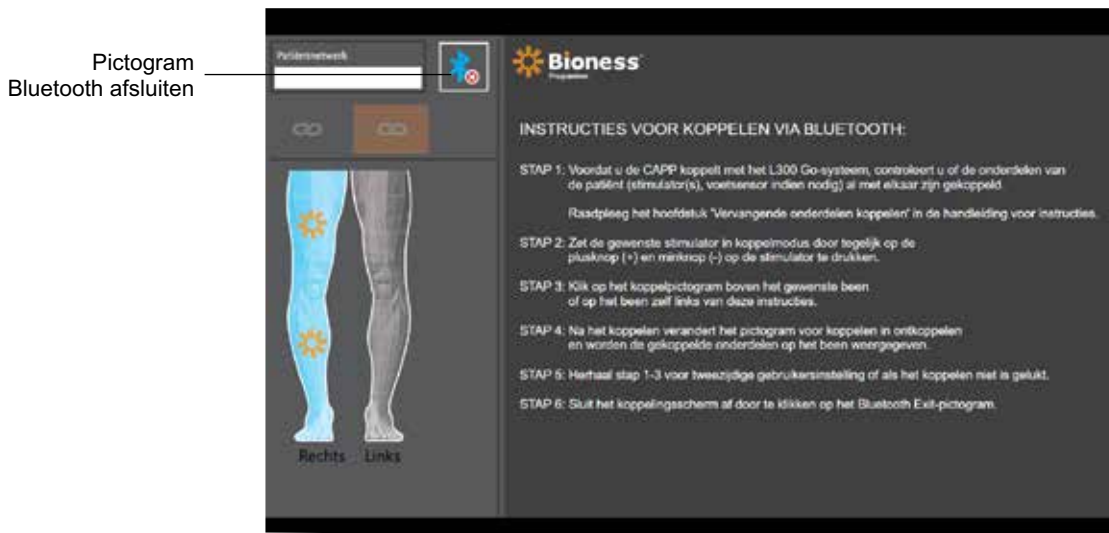 Pictogram
Bluetooth afsluiten
Patiëntnetwerk
Bioness
Programmer
INSTRUCTIES VOOR KOPPELEN VIA BLUETOOTH:
STAP 1: Voordat u de CAPP koppelt met het L300 Go-systeem, controleert u of de onderdelen van
de patiënt (stimulator(s), voetsensor indien nodig) al met elkaar zijn gekoppeld.
Raadpleeg het hoofdstuk 'Vervangende onderdelen koppelen' in de handleiding voor instructies.
STAP 2: Zet de gewenste stimulator in koppelmodus door tegelijk op de
plusknop (+) en minknop (-) op de stimulator te drukken.
STAP 3: Klik op het koppelpictogram boven het gewenste been
of op het been zelf links van deze instructies.
STAP 4: Na het koppelen verandert het pictogram voor koppelen in ontkoppelen
en worden de gekoppelde onderdelen op het been weergegeven.
STAP 5: Herhaal stap 1-3 voor tweezijdige gebruikersinstelling of als het koppelen niet is gelukt.
STAP 6: Sluit het koppelingsscherm af door te klikken op het Bluetooth Exit-pictogram.
Rechts Links